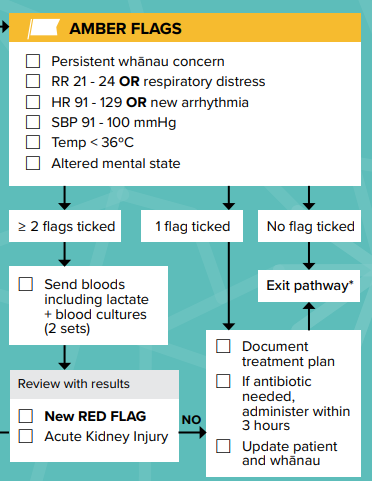 AMBER FLAGS
Persistent whānau concern
RR 21 - 24 OR respiratory distress
HR 91 - 129 OR new arrhythmia
SBP 91 - 100 mmHg
Temp < 36ºC
Altered mental state
≥ 2 flags ticked
1 flag ticked
No flag ticked
Send bloods
including lactate
+ blood cultures
(2 sets)
Exit pathway*
Review with results
New RED FLAG
Acute Kidney Injury
NO
Document
treatment plan
If antibiotic
needed,
administer within
3 hours
Update patient
and whānau